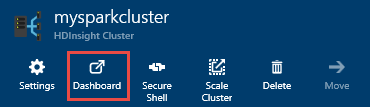 mysparkcluster
HDInsight Cluster
Settings
Dashboard
Secure
Shell
Scale
Cluster
Delete
Move